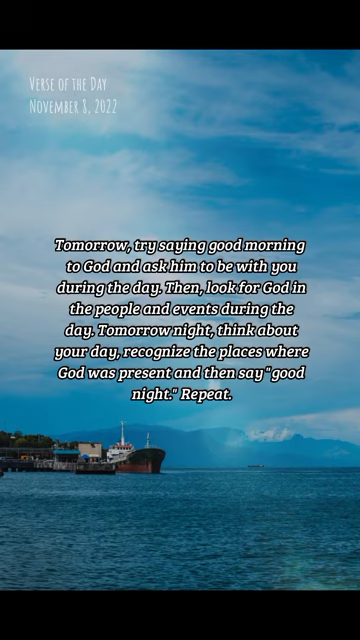 Verse of the Day
November 8, 2022
Tomorrow, try saying good morning
to God and ask him to be with you
during the day. Then, look for God in
the people and events during the
day. Tomorrow night, think about
your day, recognize the places where
God was present and then say "good
night." Repeat.